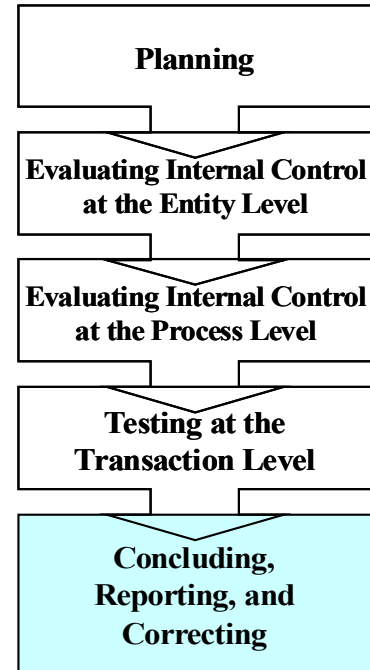 Planning
Evaluating Internal Control
at the Entity Level
Evaluating Internal Control
at the Process Level
Testing at the
Transaction Level
Concluding,
Reporting, and
Correcting